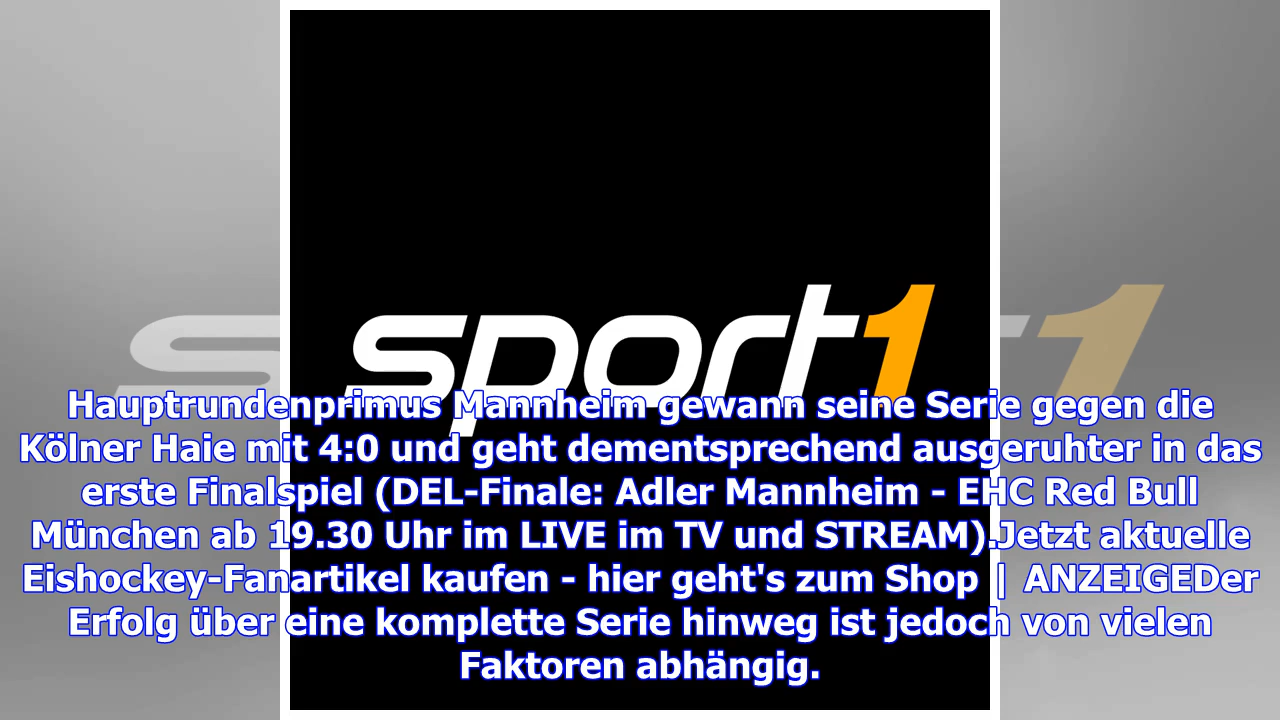 sport1
Hauptrundenprimus Mannheim gewann seine Serie gegen die
Kölner Haie mit 4:0 und geht dementsprechend ausgeruhter in das
erste Finalspiel (DEL-Finale: Adler Mannheim - EHC Red Bull
München ab 19.30 Uhr im LIVE im TV und STREAM).Jetzt aktuelle
Eishockey-Fanartikel kaufen - hier geht's zum Shop | ANZEIGEDer
Erfolg über eine komplette Serie hinweg ist jedoch von vielen
Faktoren abhängig.